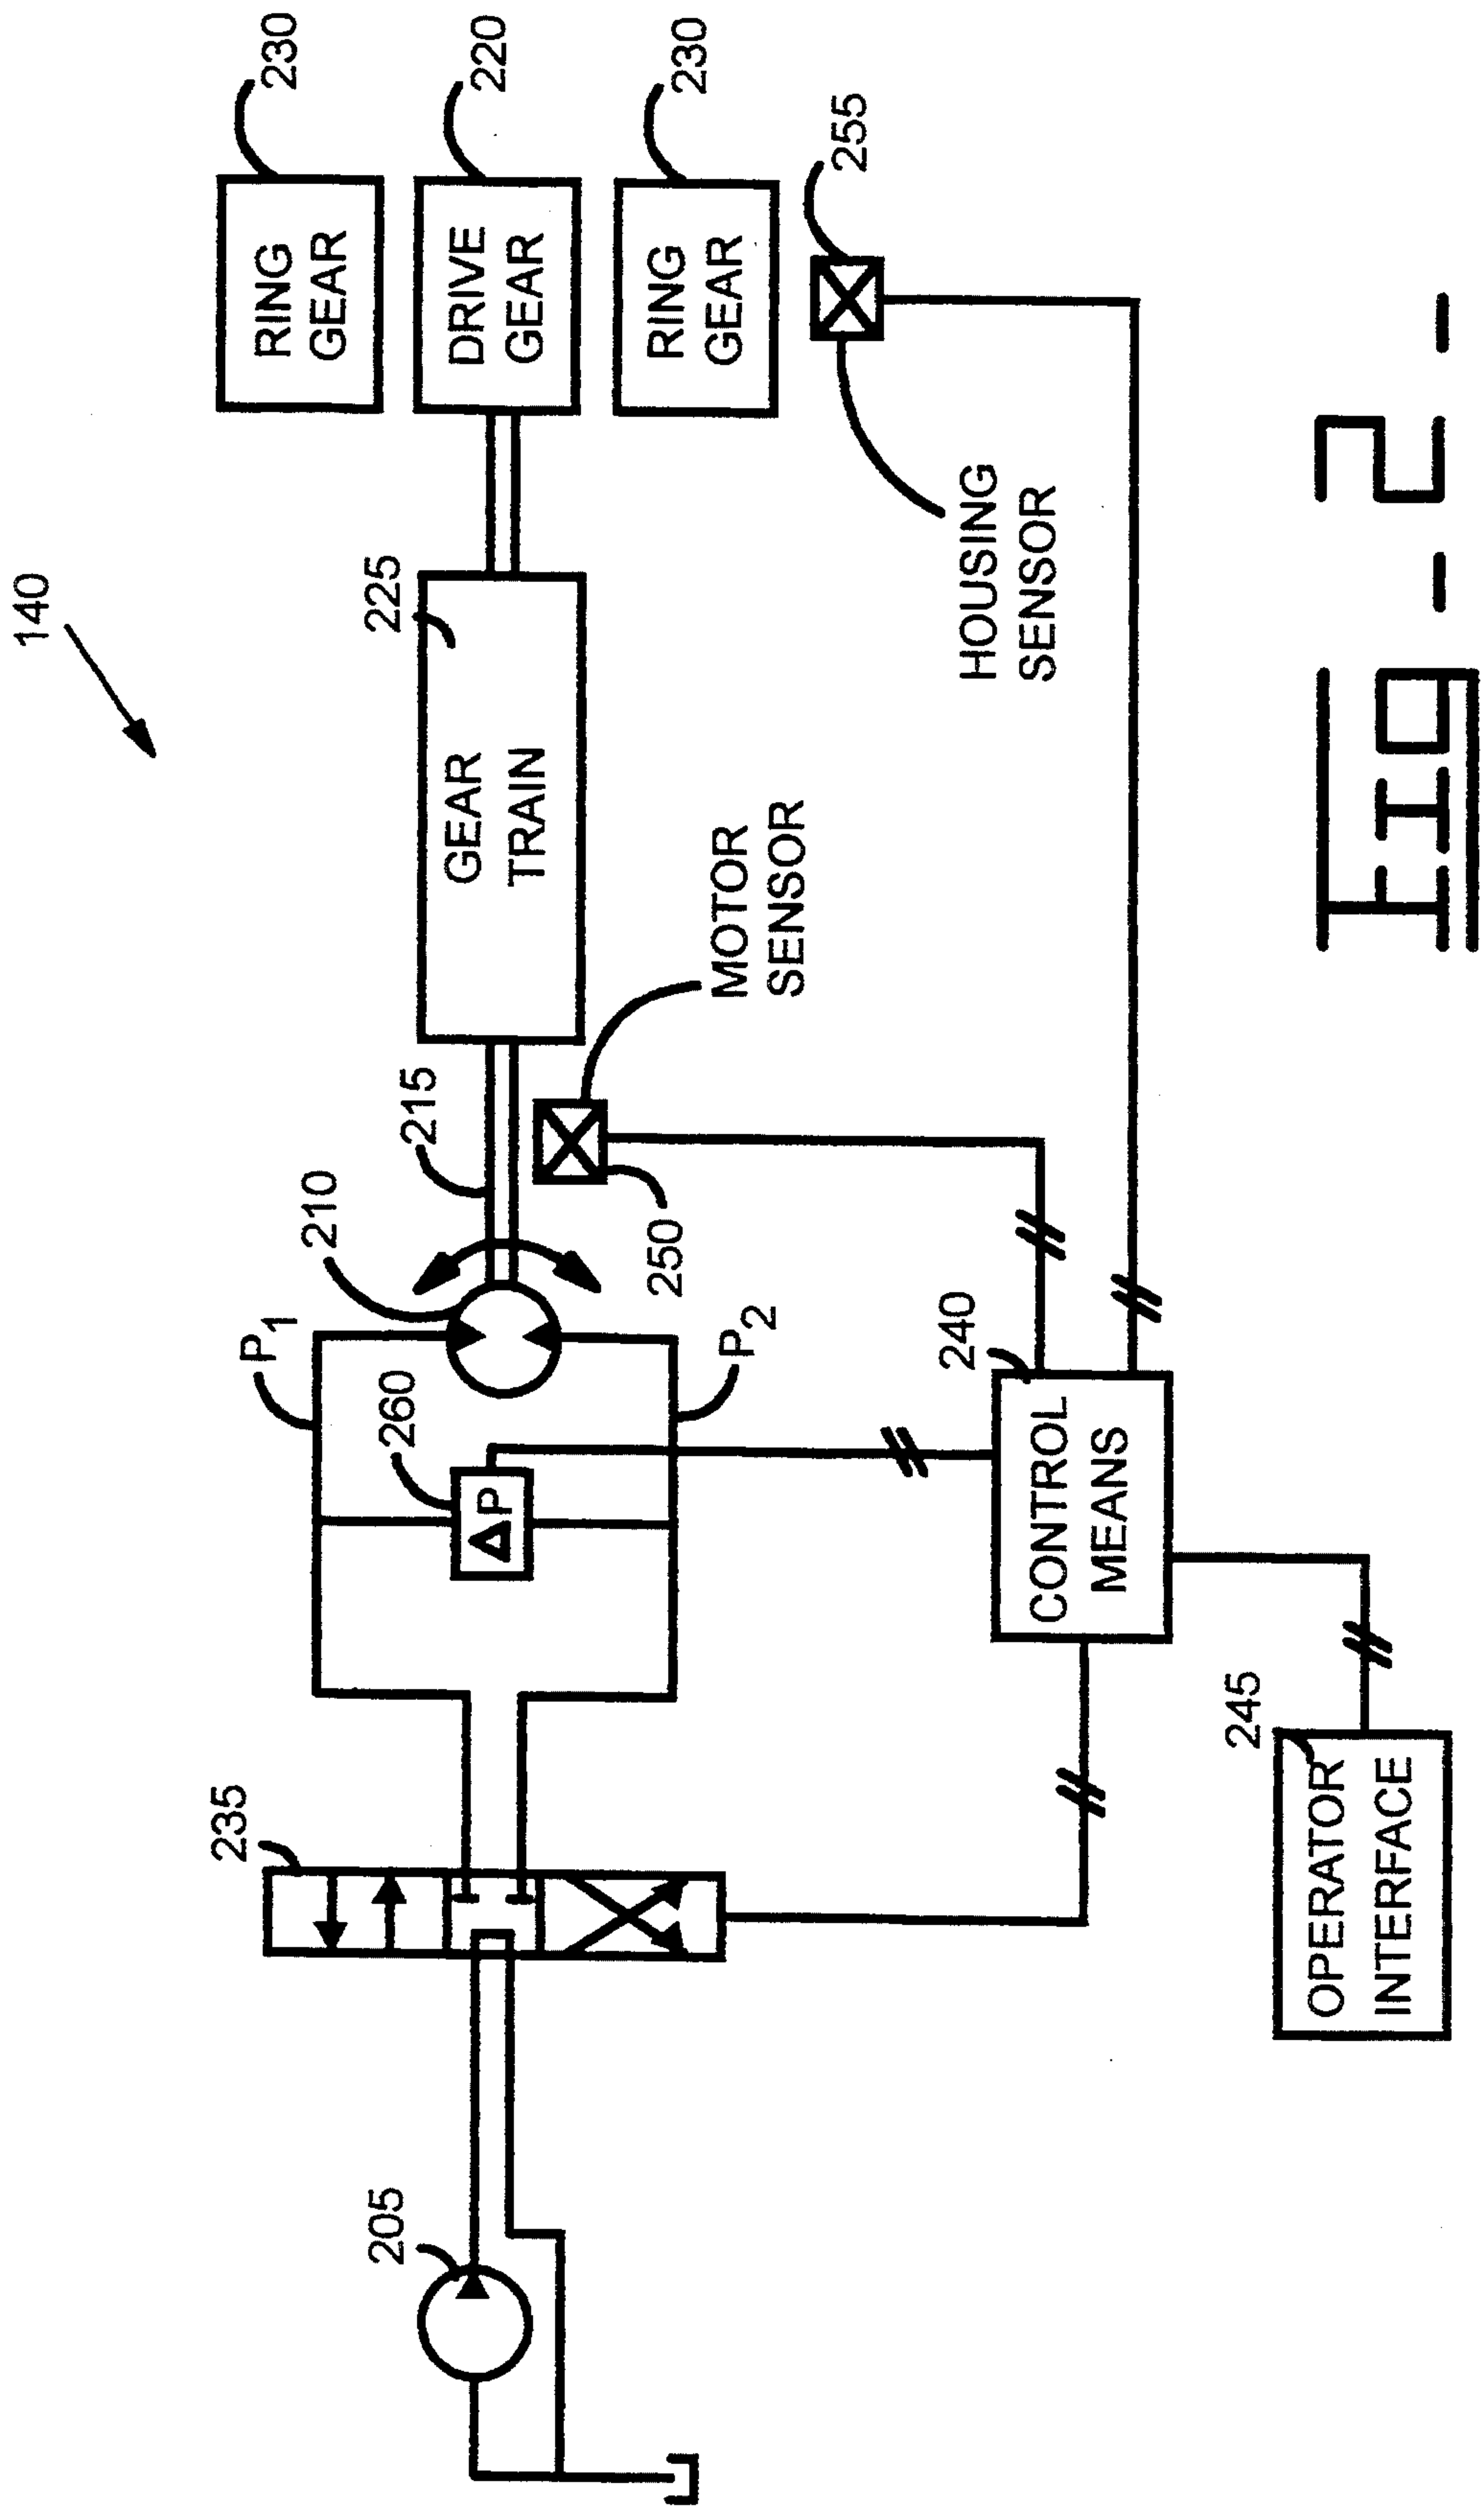 140
230
RING
GEAR
235
P1
210
215
225
GEAR
TRAIN
220
DRIVE
GEAR
205
260
ΔP
250
MOTOR
SENSOR
230
RING
GEAR
P2
255
HOUSING
SENSOR
240
CONTROL
MEANS
245
OPERATOR
INTERFACE
Fig - 2 -